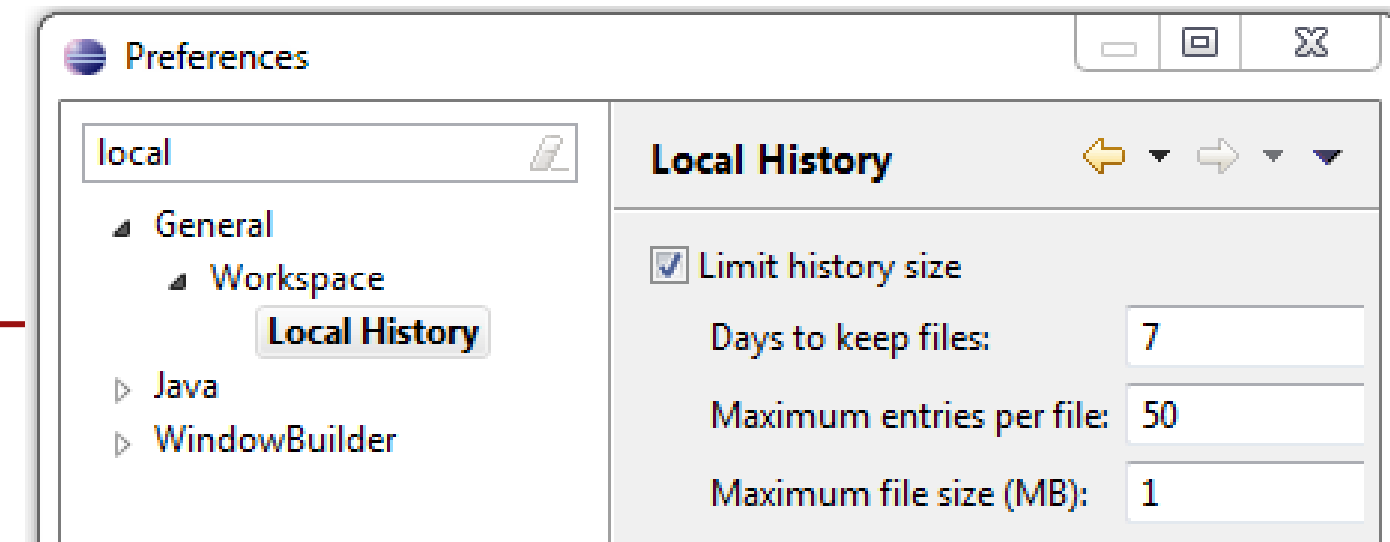 Preferences
local
General
Workspace
Local History
Java
WindowBuilder
Local History
Limit history size
Days to keep files: 7
Maximum entries per file: 50
Maximum file size (MB): 1